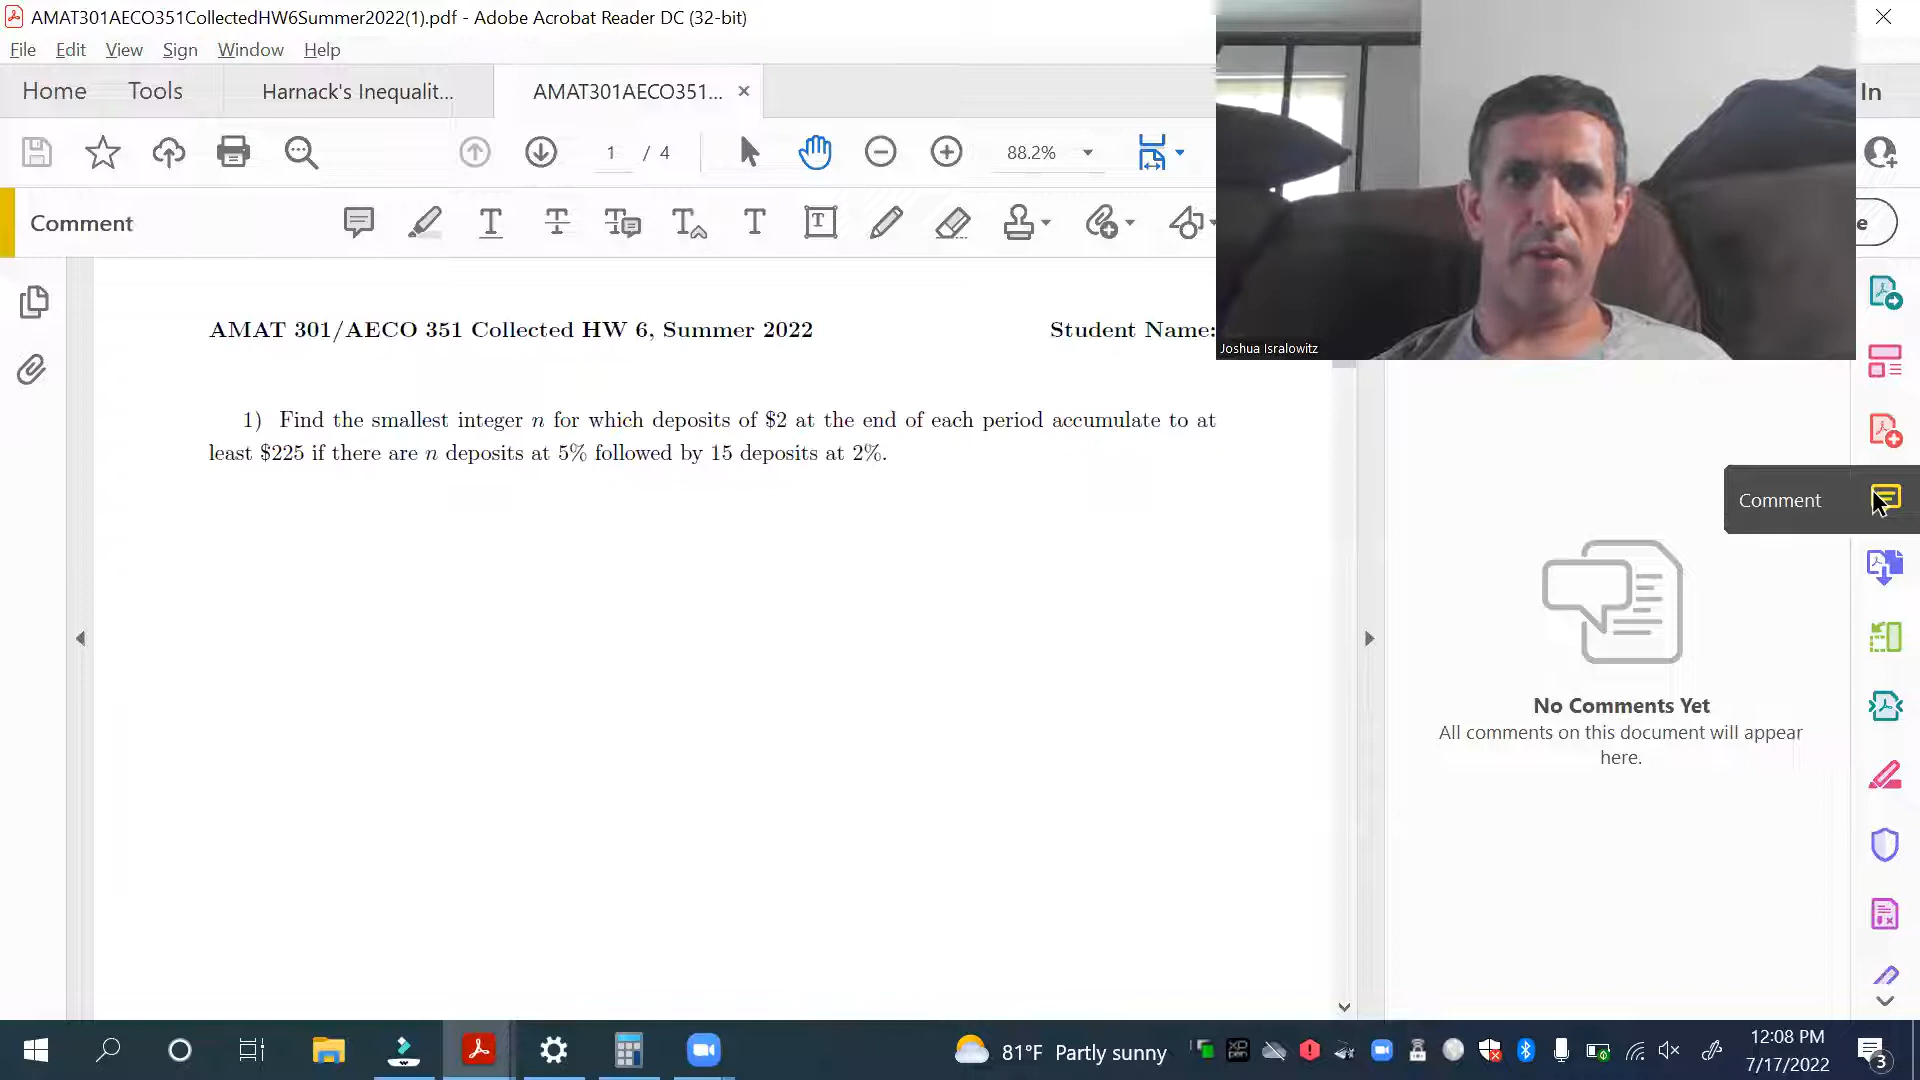 AMAT301AECO351CollectedHW6Summer2022(1).pdf - Adobe Acrobat Reader DC (32-bit)
File Edit View Sign Window Help
Home Tools Harnack's Inequalit... AMAT301AECO351... In
1 / 4 88.2%
Comment e
AMAT 301/AECO 351 Collected HW 6, Summer 2022 Student Name:
Joshua Isralowitz
1) Find the smallest integer n for which deposits of $2 at the end of each period accumulate to at
least $225 if there are n deposits at 5% followed by 15 deposits at 2%.
Comment
No Comments Yet
All comments on this document will appear
here.
81°F Partly sunny
12:08 PM
7/17/2022
3